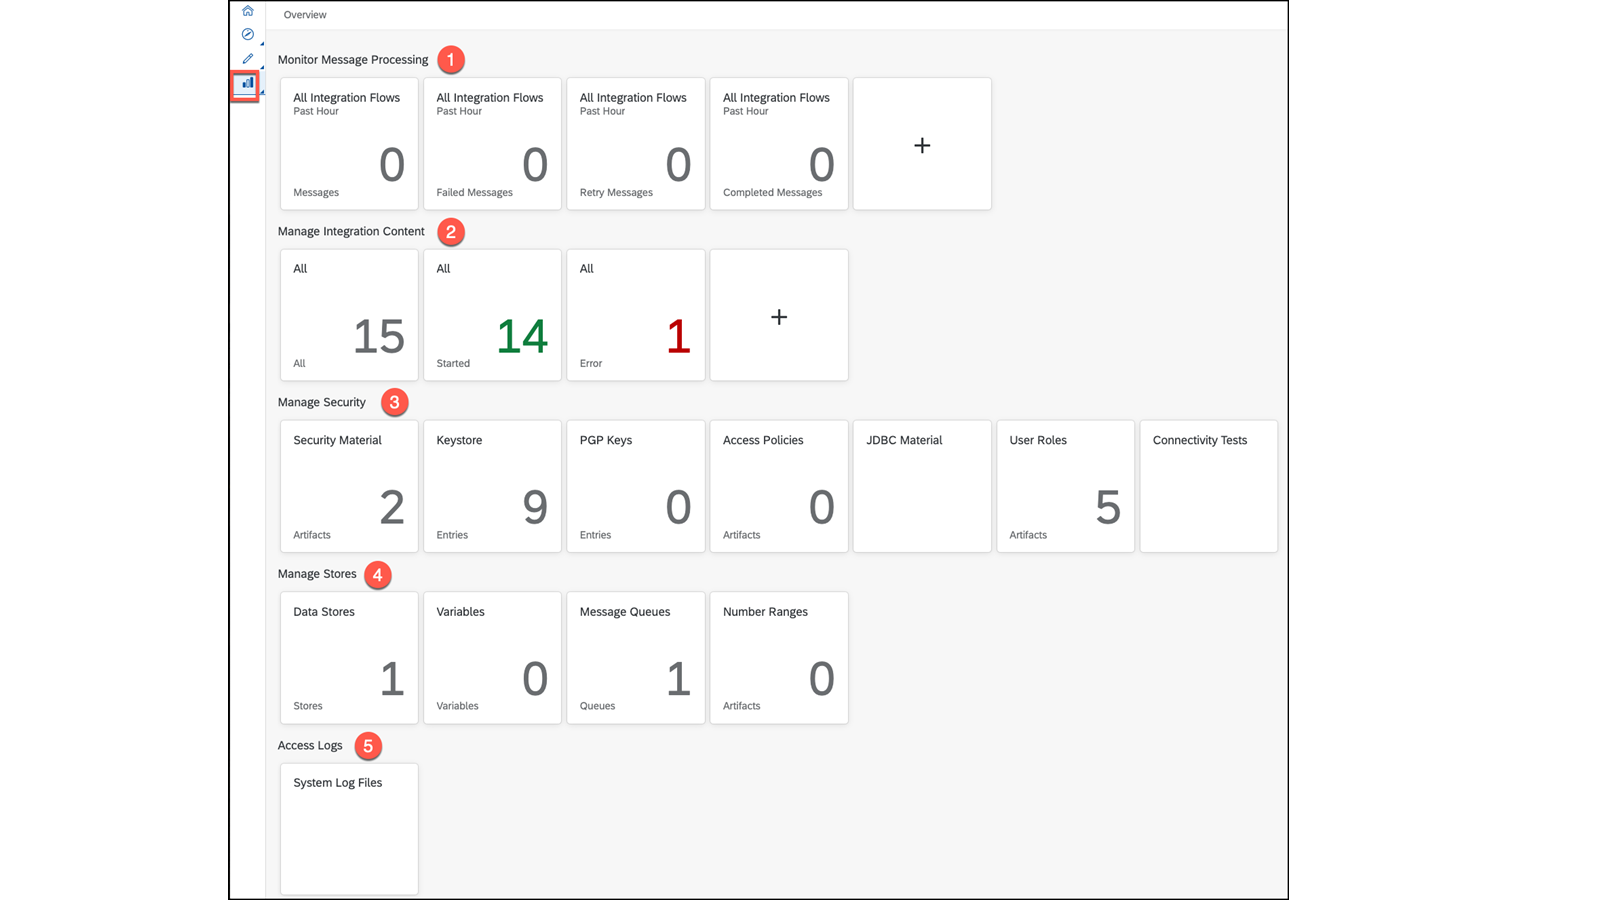 Overview
Monitor Message Processing 1
All Integration Flows
Past Hour
0
Messages
All Integration Flows
Past Hour
0
Failed Messages
All Integration Flows
Past Hour
0
Retry Messages
All Integration Flows
Past Hour
0
Completed Messages
+
Manage Integration Content 2
All
15
All
All
14
Started
All
1
Error
+
Manage Security 3
Security Material
2
Artifacts
Keystore
9
Entries
PGP Keys
0
Entries
Access Policies
0
Artifacts
JDBC Material
User Roles
5
Artifacts
Connectivity Tests
Manage Stores 4
Data Stores
1
Stores
Variables
0
Variables
Message Queues
1
Queues
Number Ranges
0
Artifacts
Access Logs 5
System Log Files